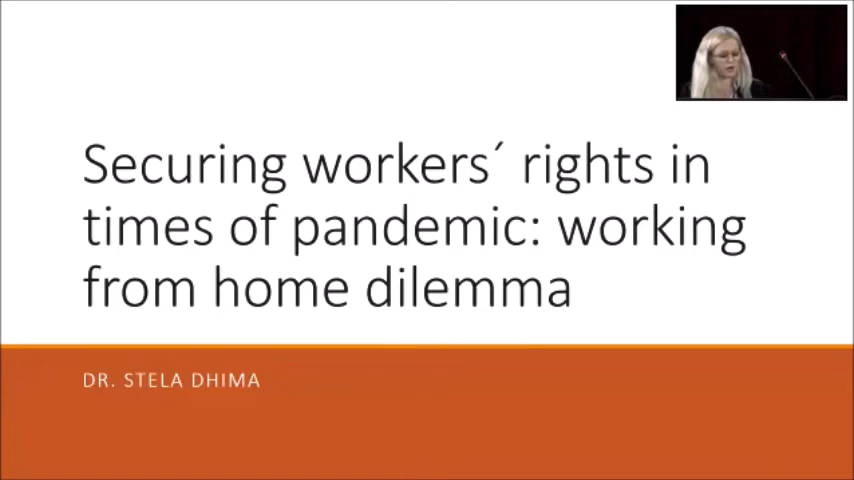 Securing workers´ rights in
times of pandemic: working
from home dilemma
DR. STELA DHIMA